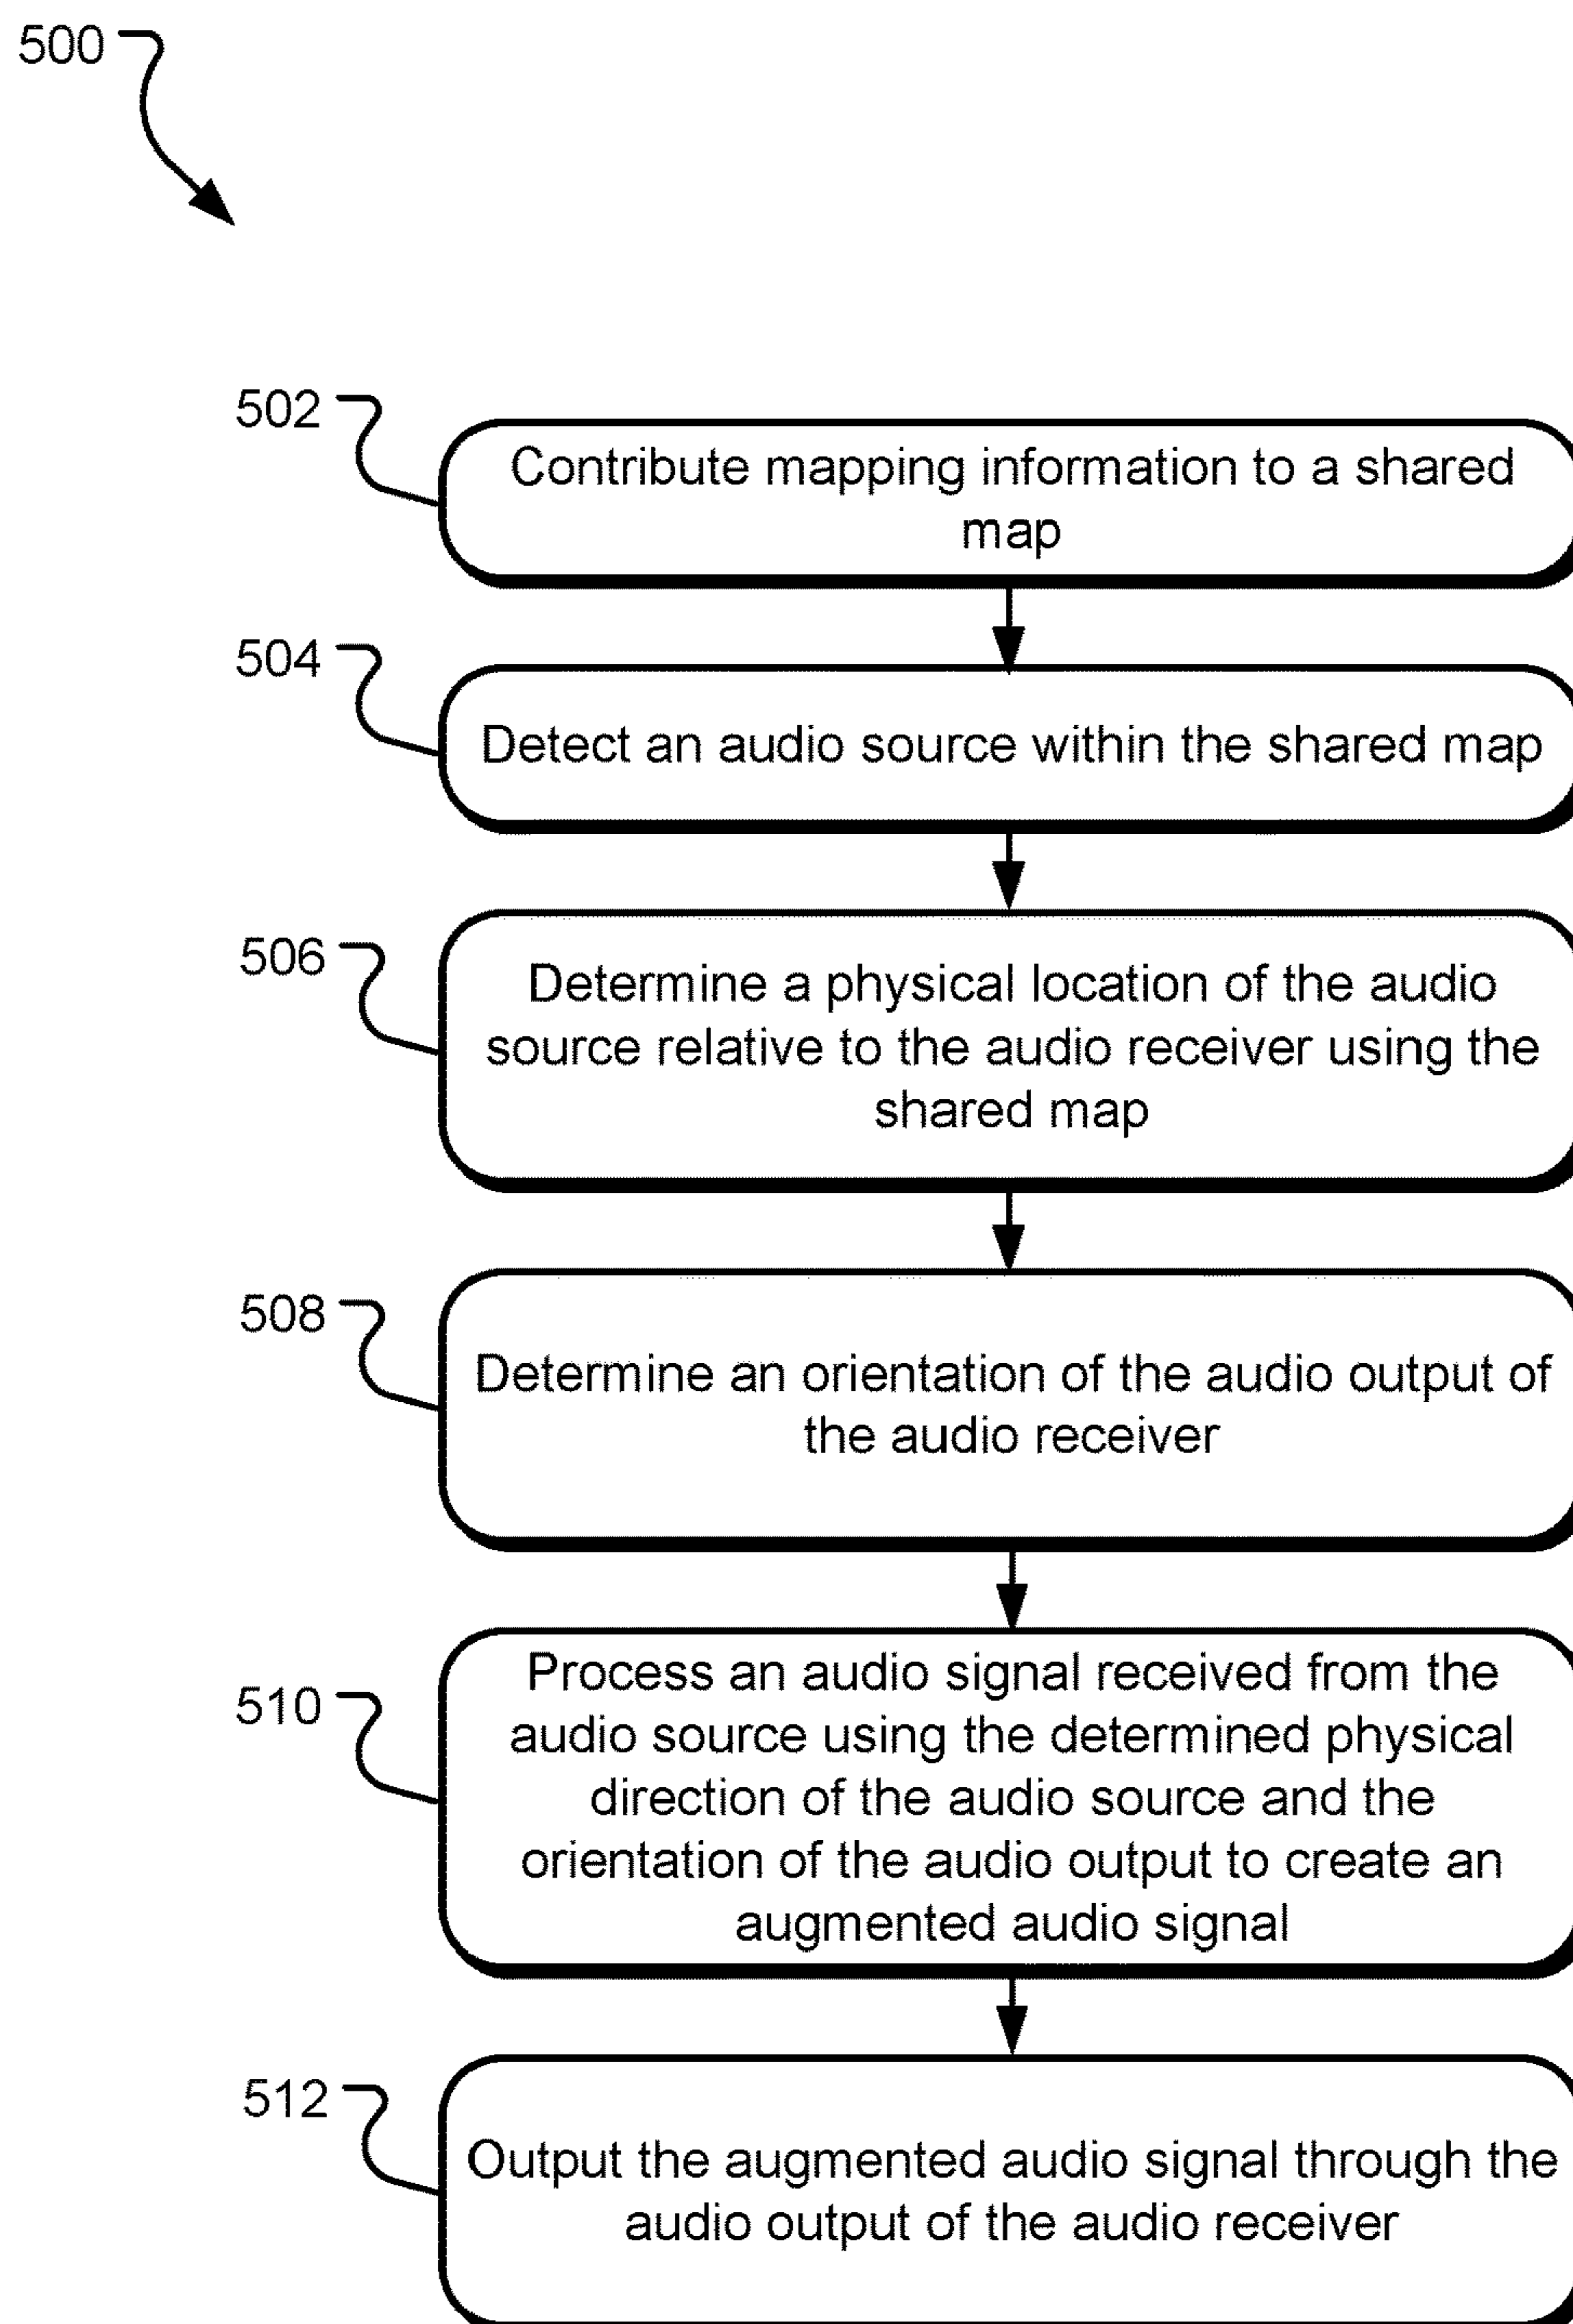 500
502
Contribute mapping information to a shared
map
504
Detect an audio source within the shared map
506
Determine a physical location of the audio
source relative to the audio receiver using the
shared map
508
Determine an orientation of the audio output of
the audio receiver
510
Process an audio signal received from the
audio source using the determined physical
direction of the audio source and the
orientation of the audio output to create an
augmented audio signal
512
Output the augmented audio signal through the
audio output of the audio receiver